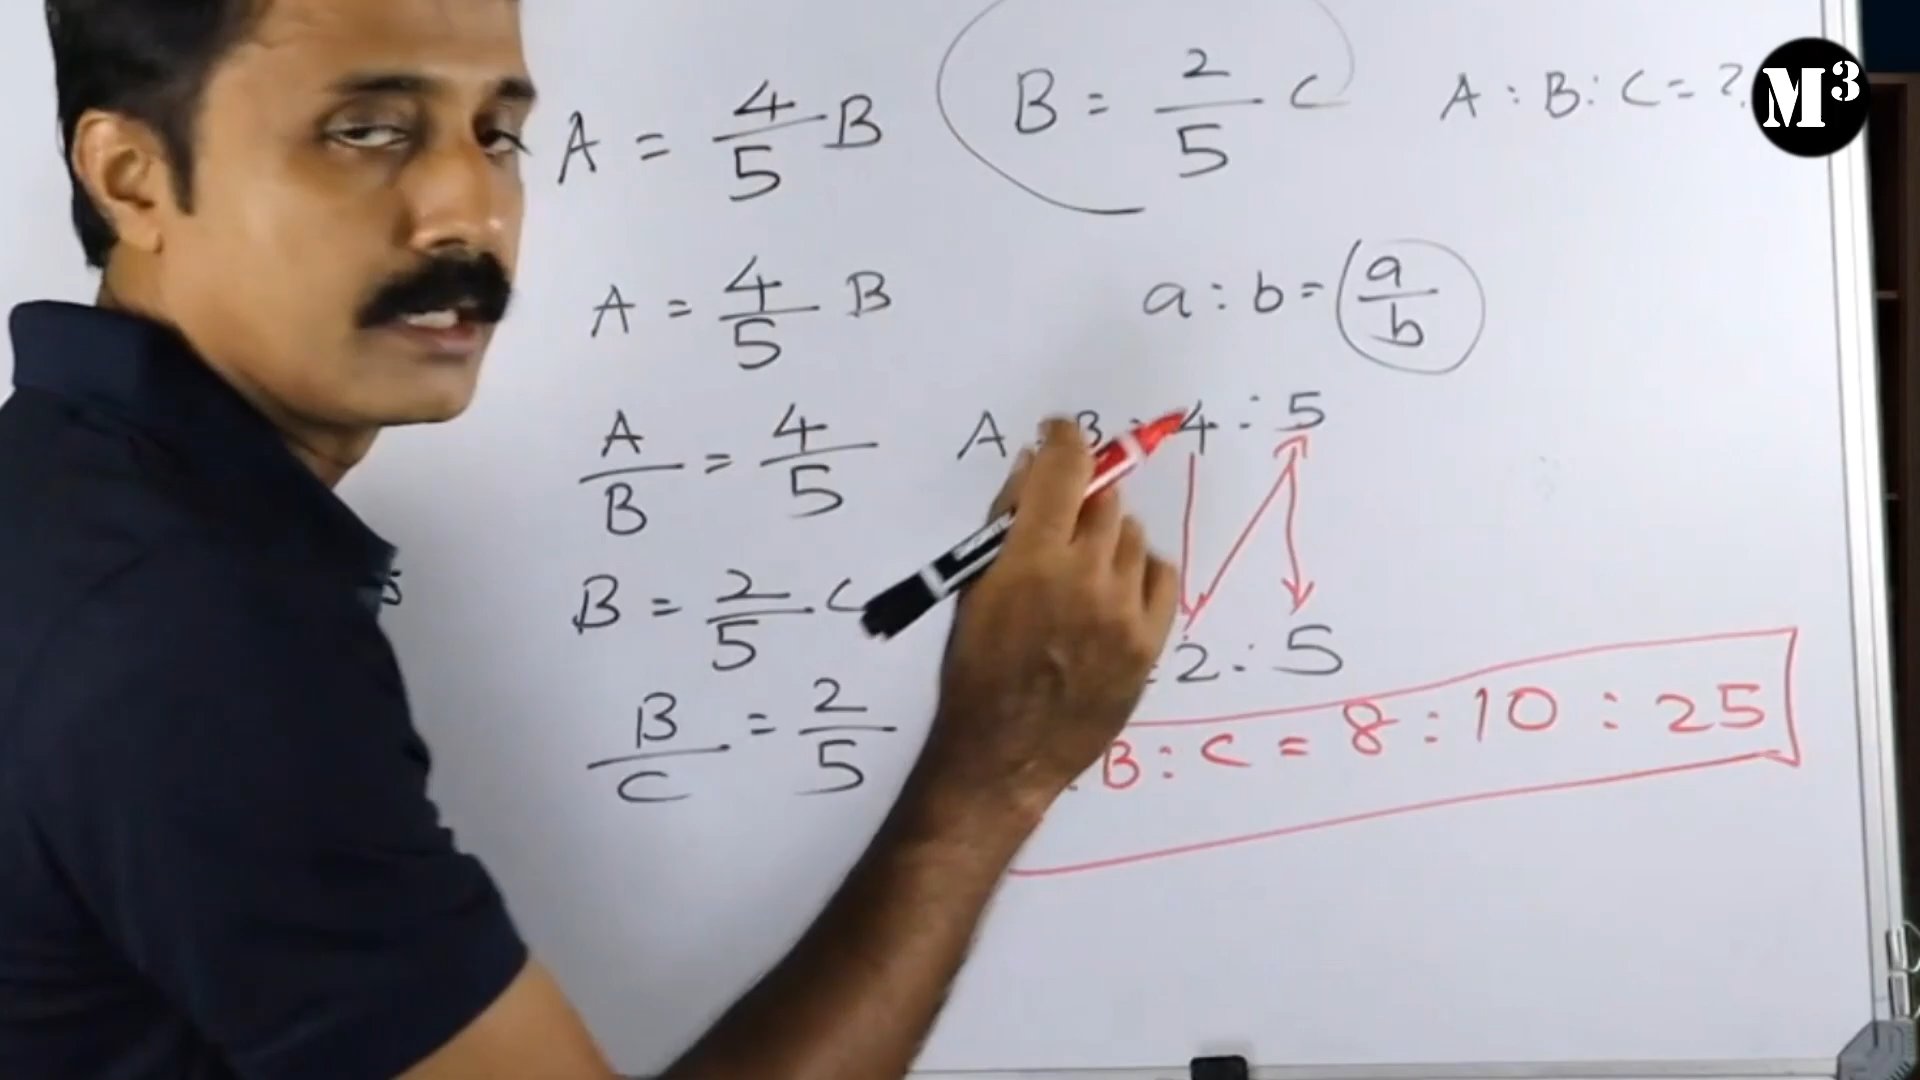 A = 4/5 B   B = 2/5 C   A : B : C = ?
M³
A = 4/5 B   a : b = a/b
A/B = 4/5   A : B = 4 : 5
B = 2/5 C
2 : 5
B/C = 2/5   B : C = 8 : 10 : 25